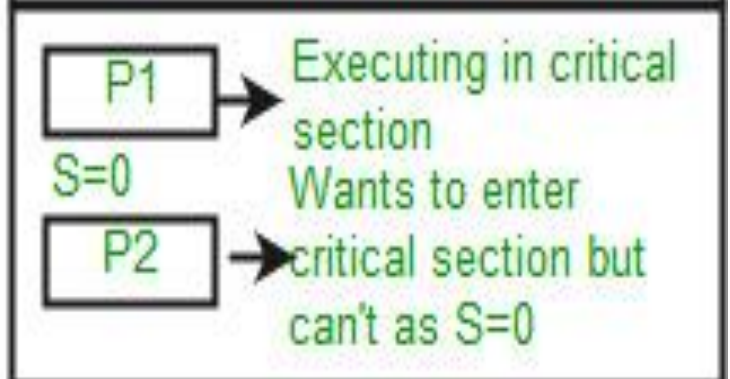 P1
Executing in critical
section
S=0
Wants to enter
P2
critical section but
can't as S=0